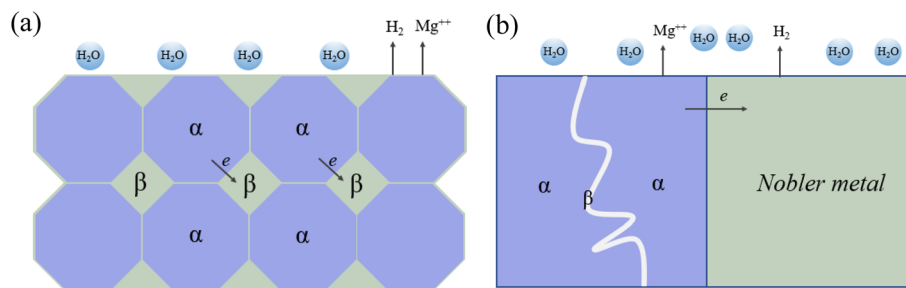 (a)
H₂ Mg⁺⁺
H₂O H₂O H₂O H₂O
α α
e e
β β β
α α
(b)
Mg⁺⁺ H₂O H₂O H₂
H₂O H₂O H₂O H₂O
e
α β α Nobler metal